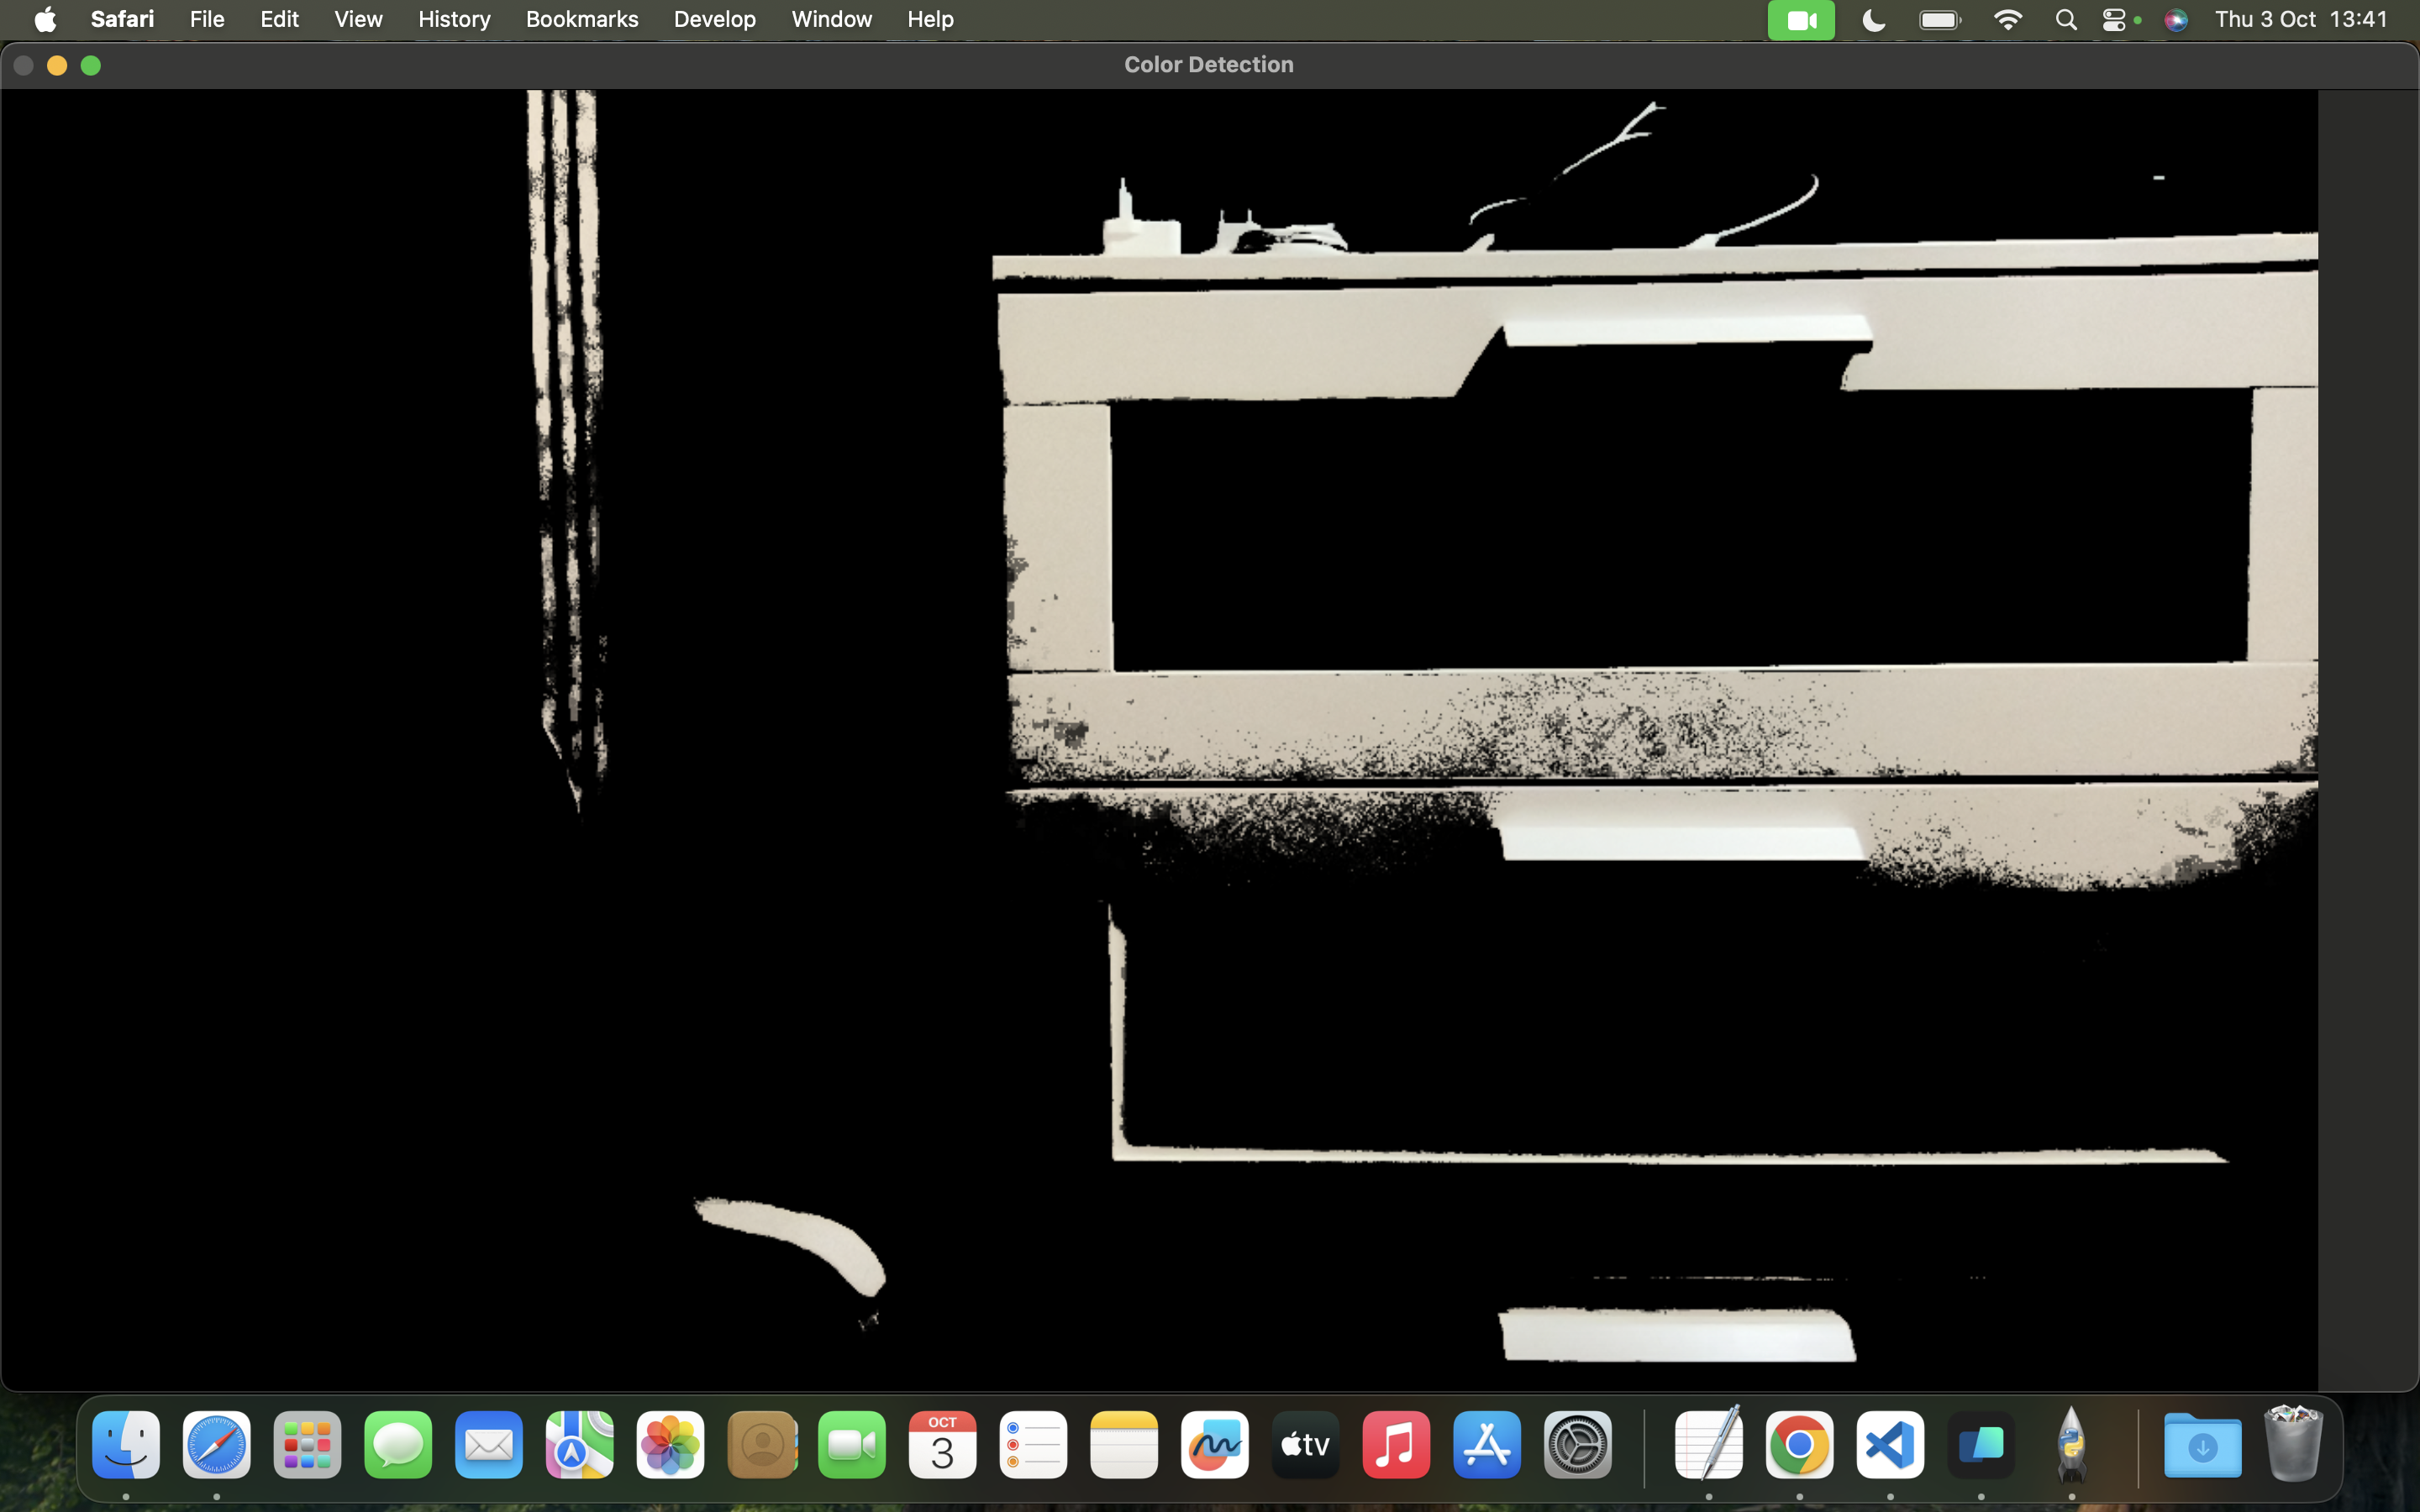 Safari File Edit View History Bookmarks Develop Window Help Thu 3 Oct 13:41
Color Detection
OCT
3
tv